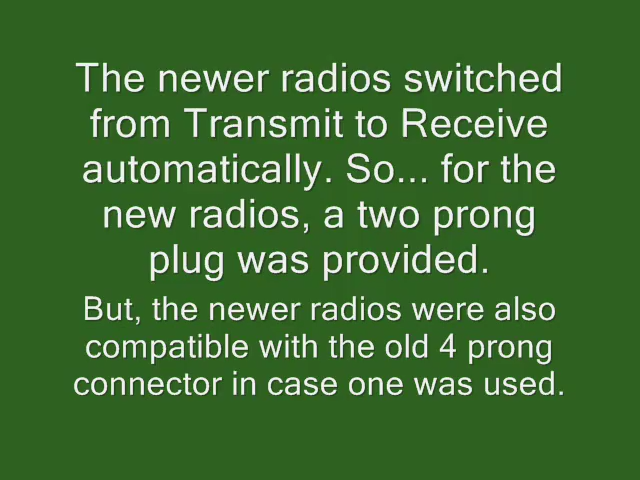 The newer radios switched
from Transmit to Receive
automatically. So... for the
new radios, a two prong
plug was provided.
But, the newer radios were also
compatible with the old 4 prong
connector in case one was used.